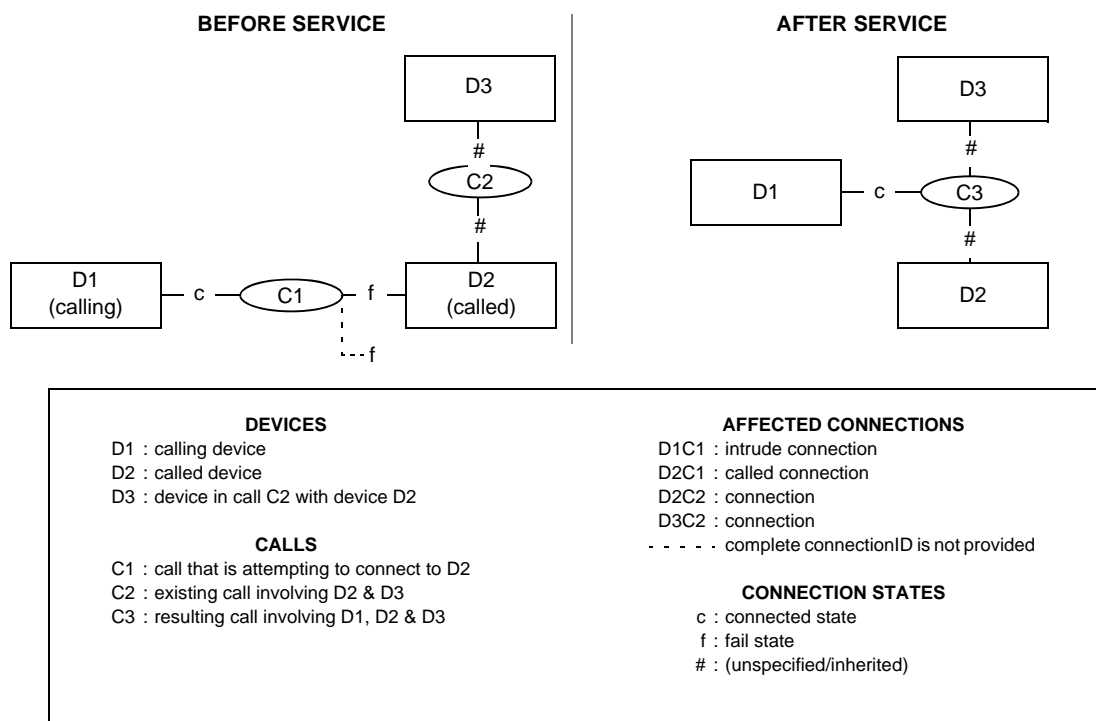 BEFORE SERVICE
D3
#
C2
#
D1
(calling)
c
C1
f
D2
(called)
f
AFTER SERVICE
D3
#
D1
c
C3
#
D2
DEVICES
D1 : calling device
D2 : called device
D3 : device in call C2 with device D2
CALLS
C1 : call that is attempting to connect to D2
C2 : existing call involving D2 & D3
C3 : resulting call involving D1, D2 & D3
AFFECTED CONNECTIONS
D1C1 : intrude connection
D2C1 : called connection
D2C2 : connection
D3C2 : connection
- - - - - - complete connectionID is not provided
CONNECTION STATES
c : connected state
f : fail state
# : (unspecified/inherited)